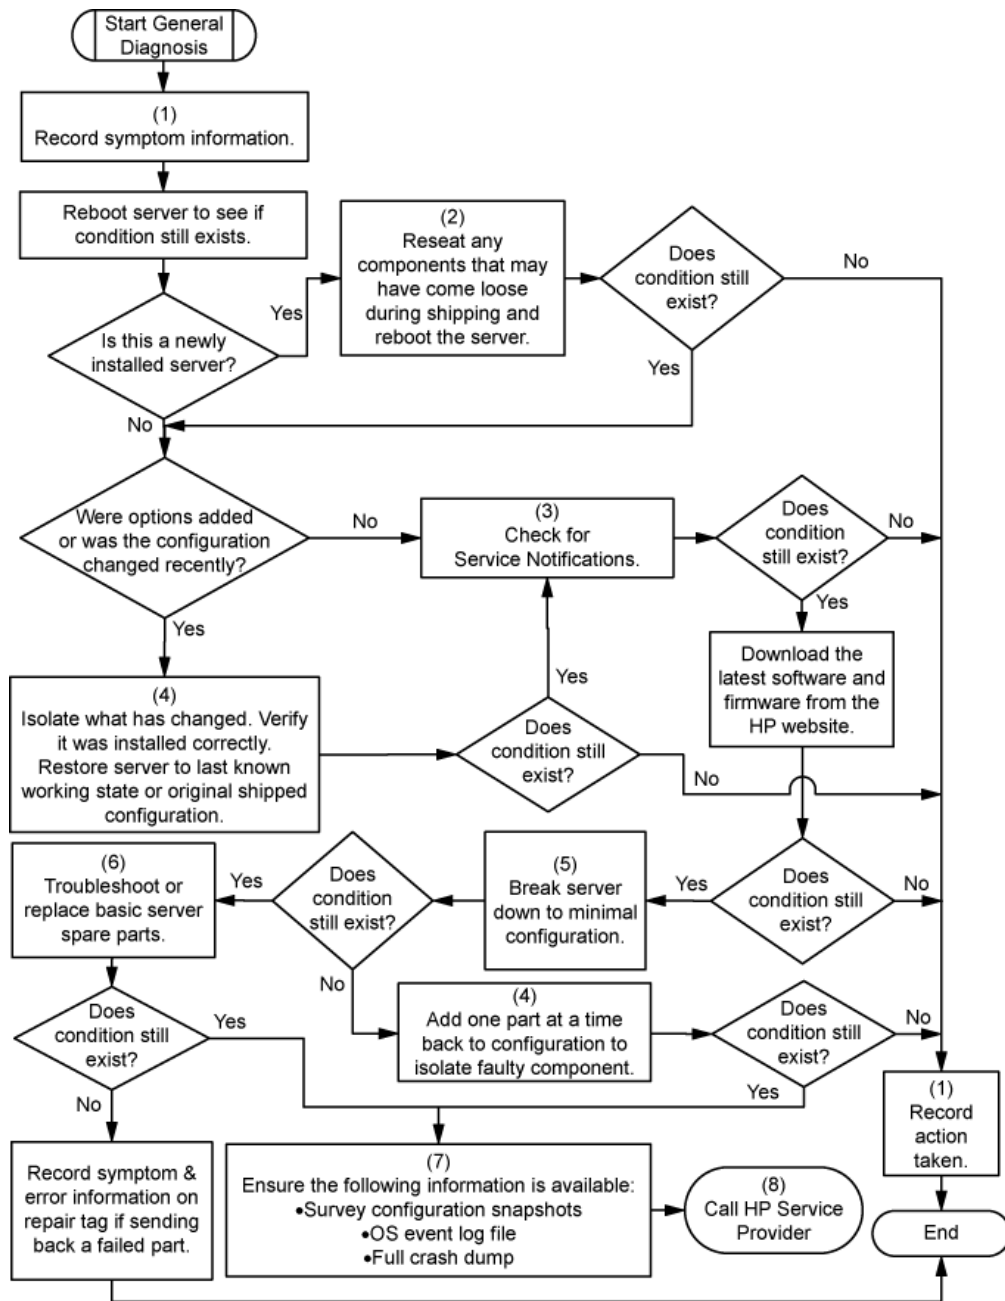 Start General
Diagnosis
(1)
Record symptom information.
Reboot server to see if
condition still exists.
(2)
Reseat any
components that may
have come loose
during shipping and
reboot the server.
Does
condition still
exist?
No
Yes
Is this a newly
installed server?
Yes
No
Were options added
or was the configuration
changed recently?
No
(3)
Check for
Service Notifications.
Does
condition
still exist?
No
Yes
Yes
Download the
latest software and
firmware from the
HP website.
(4)
Isolate what has changed. Verify
it was installed correctly.
Restore server to last known
working state or original shipped
configuration.
Yes
Does
condition still
exist?
No
(6)
Troubleshoot or
replace basic server
spare parts.
Yes
Does
condition
still exist?
(5)
Break server
down to minimal
configuration.
Yes
Does
condition still
exist?
No
No
(4)
Add one part at a time
back to configuration to
isolate faulty component.
Does
condition still
exist?
No
Yes
Does
condition still
exist?
Yes
No
(1)
Record
action
taken.
Record symptom &
error information on
repair tag if sending
back a failed part.
(7)
Ensure the following information is available:
•Survey configuration snapshots
•OS event log file
•Full crash dump
(8)
Call HP Service
Provider
End